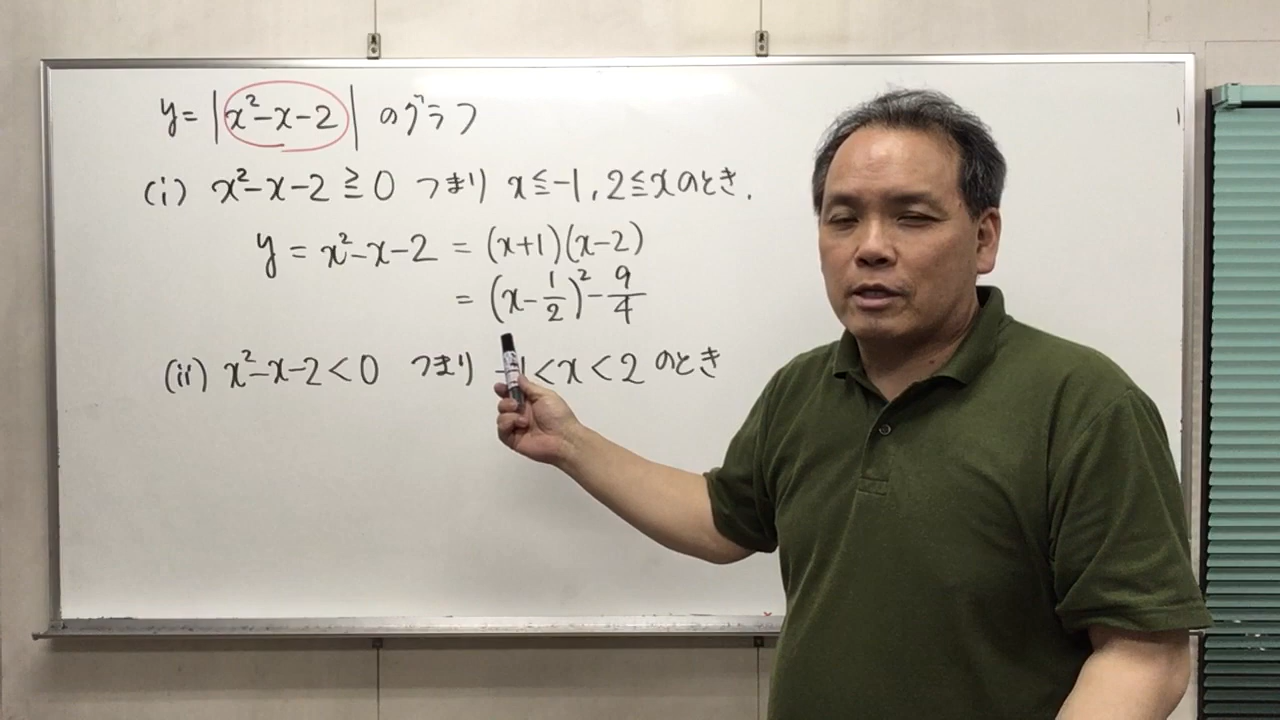 y = |x²-x-2| のグラフ
(i) x²-x-2 ≧ 0 つまり x ≦ -1, 2 ≦ x のとき.
y = x²-x-2 = (x+1)(x-2)
= (x-1/2)²-9/4
(ii) x²-x-2 < 0 つまり -1 < x < 2 のとき